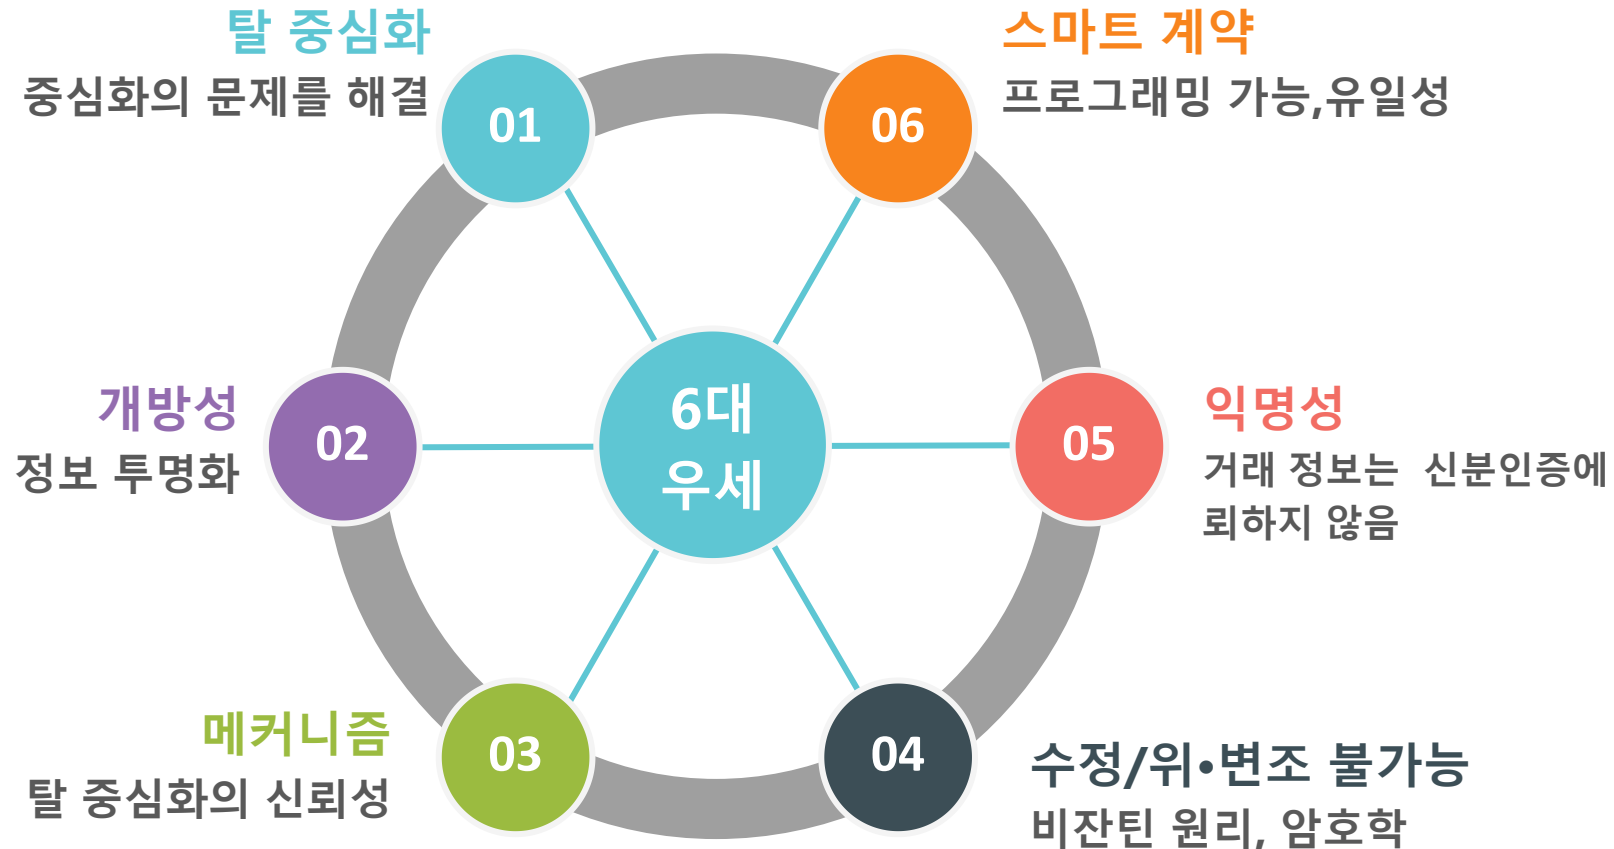 탈 중심화
중심화의 문제를 해결
01
스마트 계약
프로그래밍 가능,유일성
06
개방성
정보 투명화
02
6대
우세
05
익명성
거래 정보는 신분인증에
뢰하지 않음
메커니즘
탈 중심화의 신뢰성
03
04
수정/위•변조 불가능
비잔틴 원리, 암호학